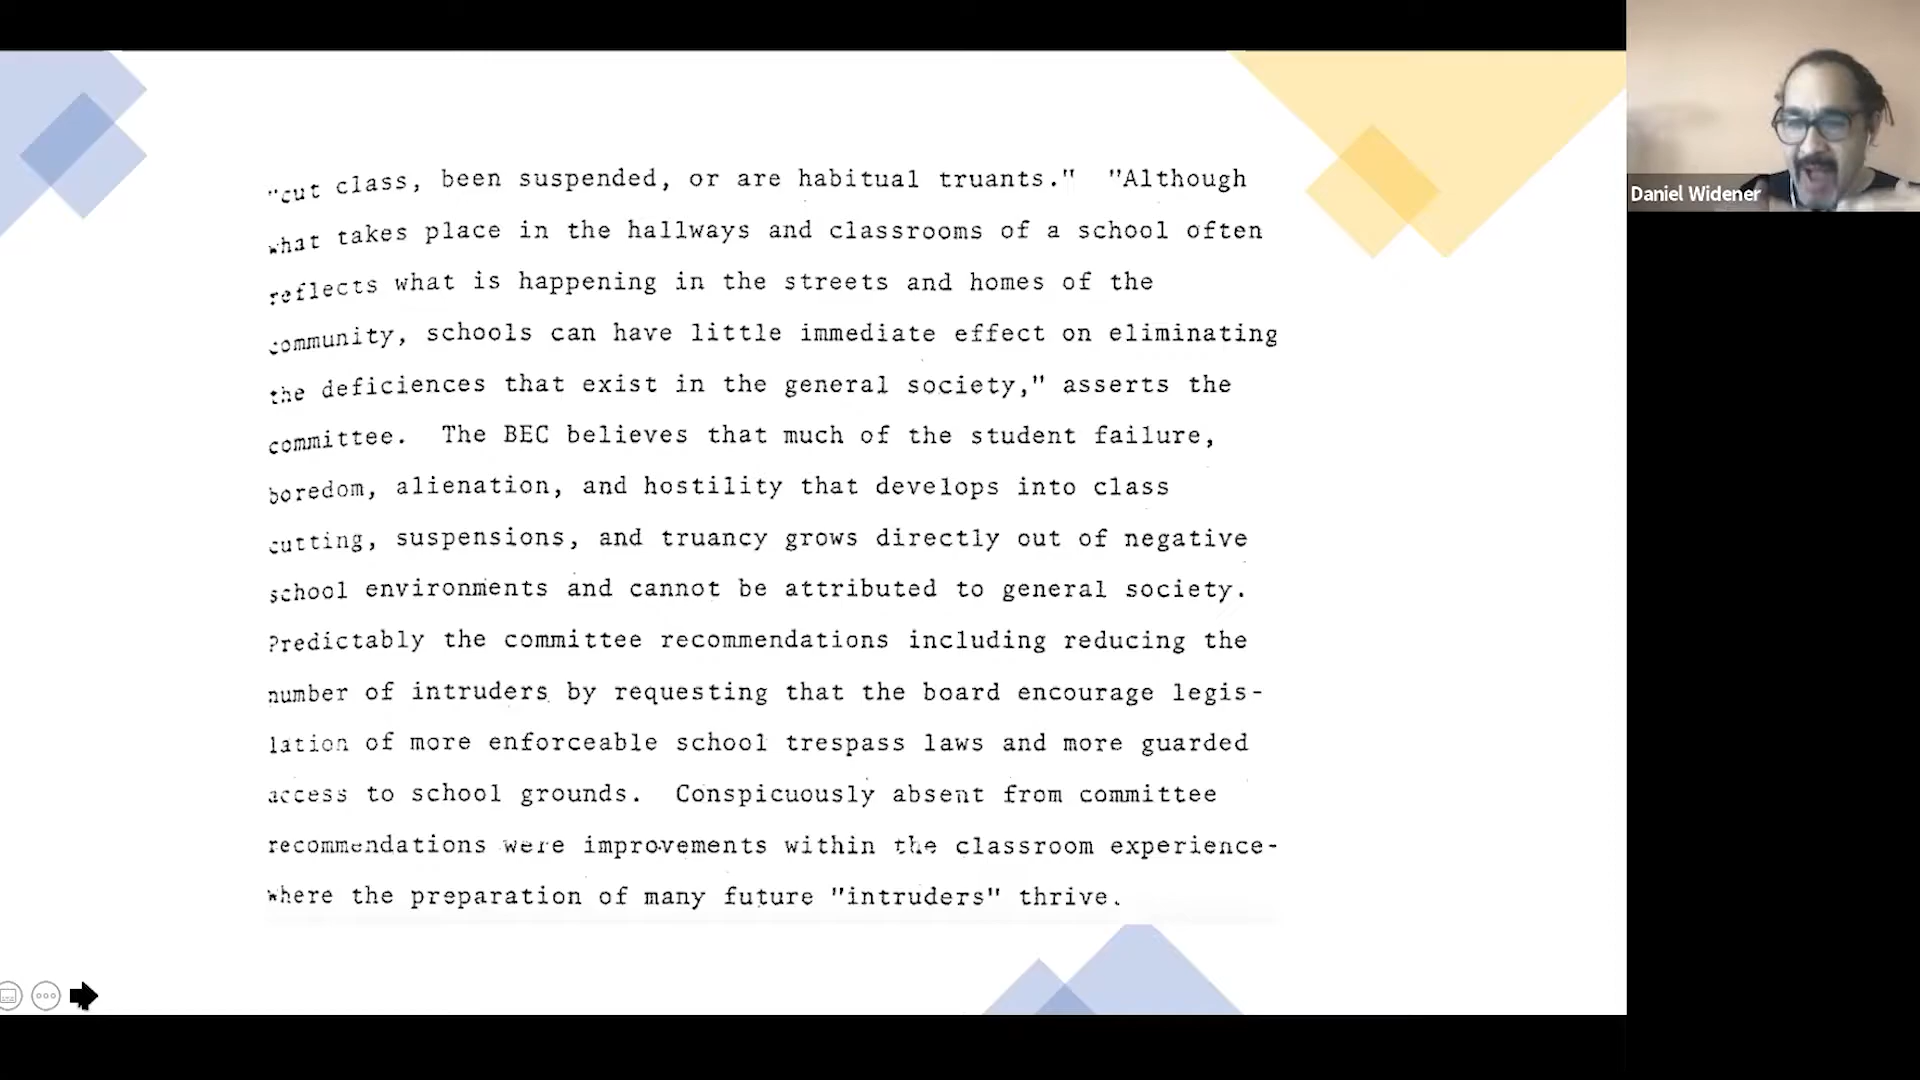 "cut class, been suspended, or are habitual truants." "Although
what takes place in the hallways and classrooms of a school often
reflects what is happening in the streets and homes of the
community, schools can have little immediate effect on eliminating
the deficiences that exist in the general society," asserts the
committee. The BEC believes that much of the student failure,
boredom, alienation, and hostility that develops into class
cutting, suspensions, and truancy grows directly out of negative
school environments and cannot be attributed to general society.
Predictably the committee recommendations including reducing the
number of intruders by requesting that the board encourage legis-
lation of more enforceable school trespass laws and more guarded
access to school grounds. Conspicuously absent from committee
recommendations were improvements within the classroom experience-
where the preparation of many future "intruders" thrive.
Daniel Widener